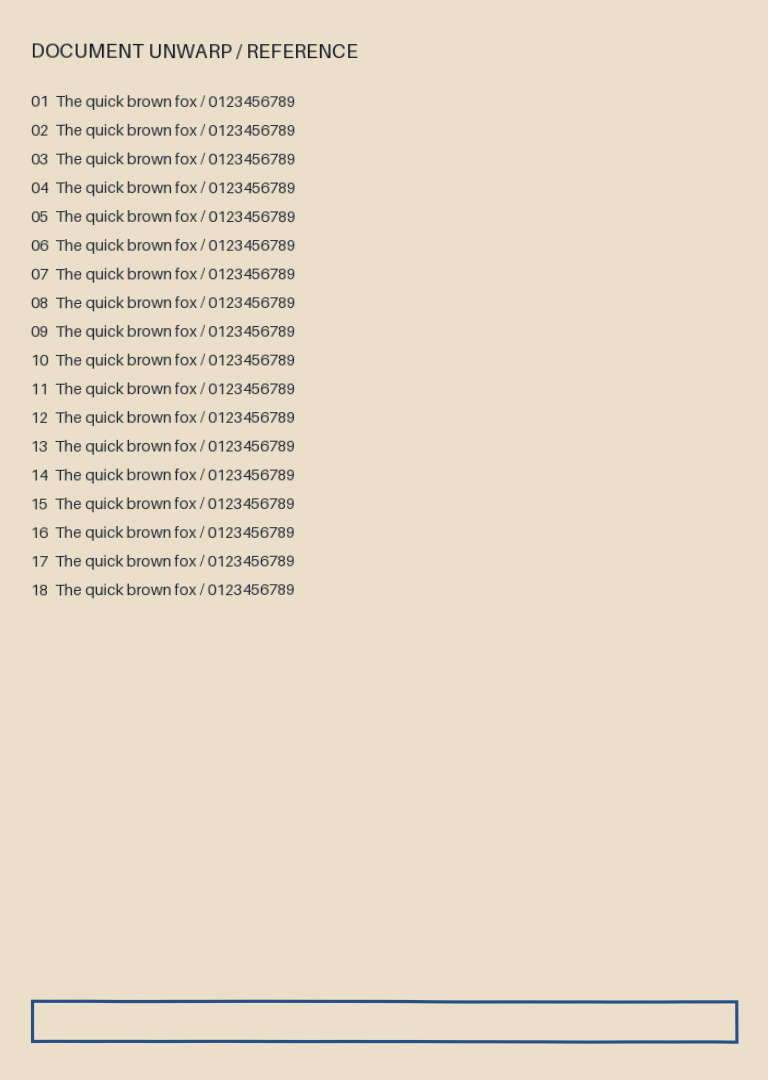 DOCUMENT UNWARP / REFERENCE
01 The quick brown fox / 0123456789
02 The quick brown fox / 0123456789
03 The quick brown fox / 0123456789
04 The quick brown fox / 0123456789
05 The quick brown fox / 0123456789
06 The quick brown fox / 0123456789
07 The quick brown fox / 0123456789
08 The quick brown fox / 0123456789
09 The quick brown fox / 0123456789
10 The quick brown fox / 0123456789
11 The quick brown fox / 0123456789
12 The quick brown fox / 0123456789
13 The quick brown fox / 0123456789
14 The quick brown fox / 0123456789
15 The quick brown fox / 0123456789
16 The quick brown fox / 0123456789
17 The quick brown fox / 0123456789
18 The quick brown fox / 0123456789